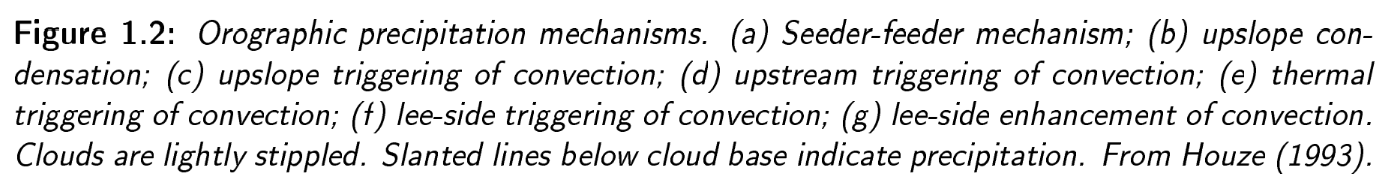 Figure 1.2: Orographic precipitation mechanisms. (a) Seeder-feeder mechanism; (b) upslope con-
densation; (c) upslope triggering of convection; (d) upstream triggering of convection; (e) thermal
triggering of convection; (f) lee-side triggering of convection; (g) lee-side enhancement of convection.
Clouds are lightly stippled. Slanted lines below cloud base indicate precipitation. From Houze (1993).